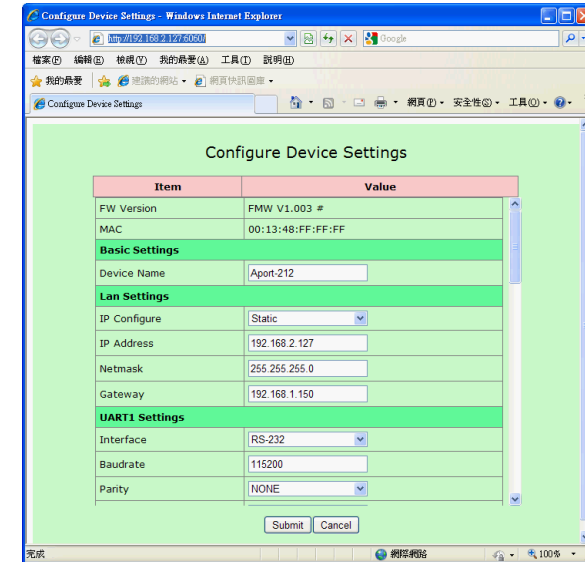 Configure Device Settings - Windows Internet Explorer
http://192.168.2.127:6060/
Google
檔案(F) 編輯(E) 檢視(V) 我的最愛(A) 工具(T) 說明(H)
我的最愛 建議的網站 網頁快訊圖庫
Configure Device Settings 網頁(P) 安全性(S) 工具(O)
Configure Device Settings
Item Value
FW Version FMW V1.003 #
MAC 00:13:48:FF:FF:FF
Basic Settings
Device Name Aport-212
Lan Settings
IP Configure Static
IP Address 192.168.2.127
Netmask 255.255.255.0
Gateway 192.168.1.150
UART1 Settings
Interface RS-232
Baudrate 115200
Parity NONE
Submit Cancel
完成 網際網路 100%